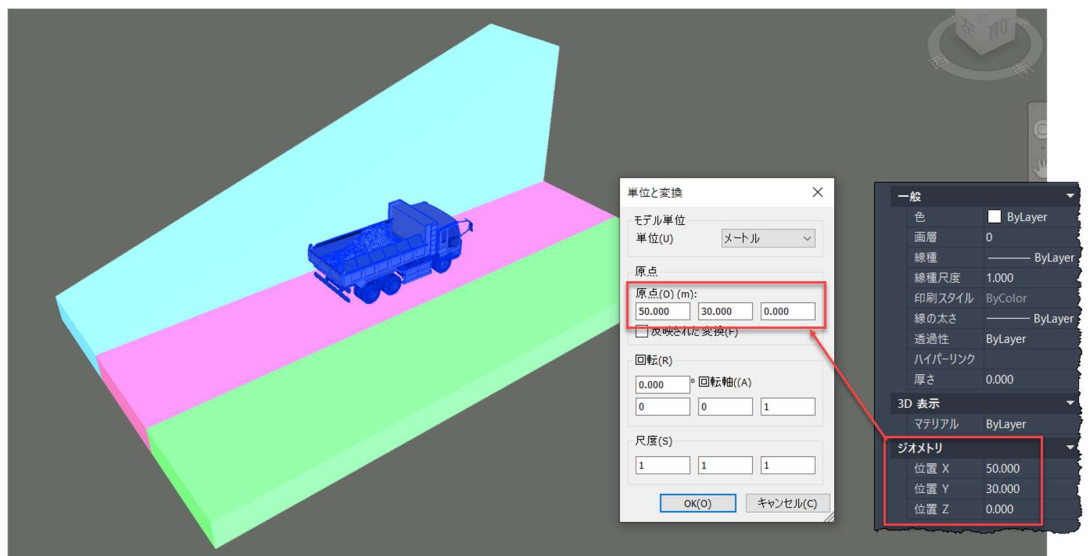 左 前
単位と変換
モデル単位
単位(U) メートル
原点
原点(O) (m):
50.000 30.000 0.000
反映された変換(F)
回転(R)
0.000 ° 回転軸((A)
0 0 1
尺度(S)
1 1 1
OK(O) キャンセル(C)
一般
色 ByLayer
画層 0
線種 ByLayer
線種尺度 1.000
印刷スタイル ByColor
線の太さ ByLayer
透過性 ByLayer
ハイパーリンク
厚さ 0.000
3D 表示
マテリアル ByLayer
ジオメトリ
位置 X 50.000
位置 Y 30.000
位置 Z 0.000